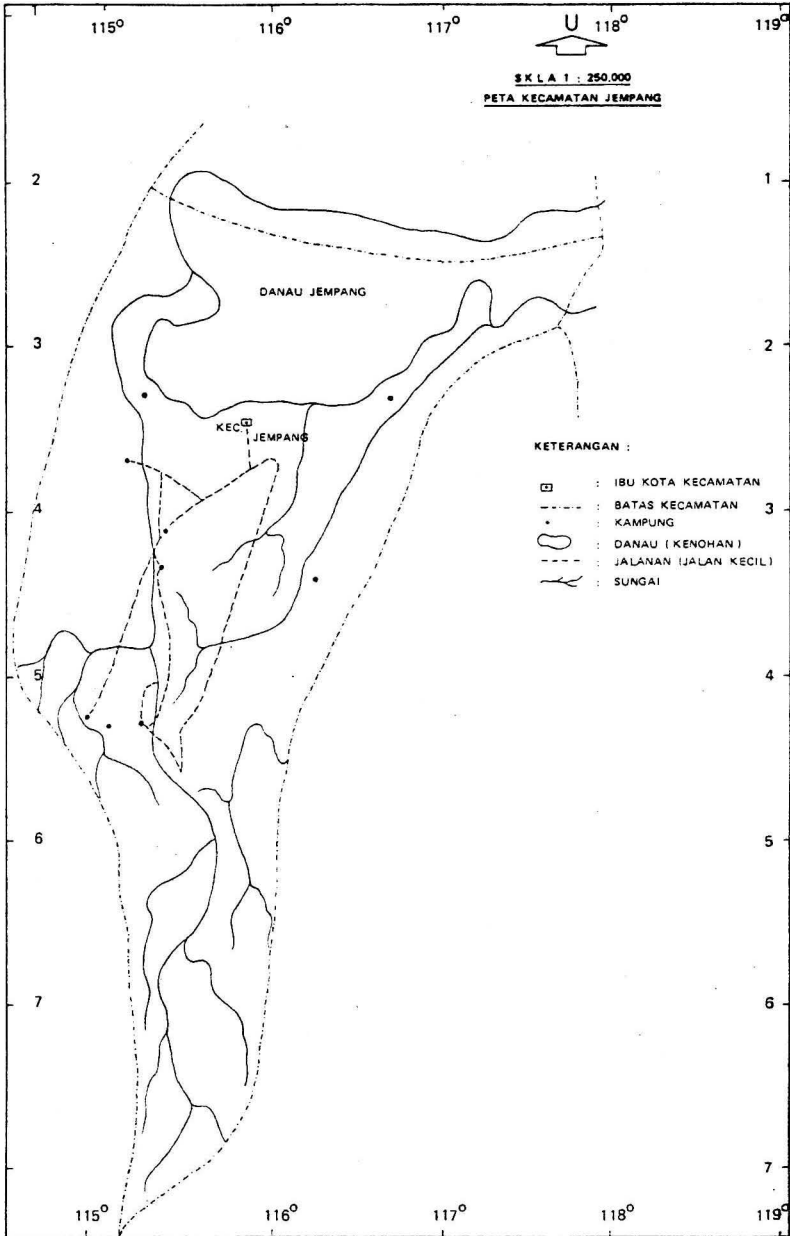 115° 116° 117° 118° 119°
U
SKLA 1 : 250.000
PETA KECAMATAN JEMPANG
2 1
DANAU JEMPANG
3 2
KEC. JEMPANG
KETERANGAN :
: IBU KOTA KECAMATAN
: BATAS KECAMATAN
: KAMPUNG
: DANAU ( KENOHAN )
: JALANAN (JALAN KECIL)
: SUNGAI
4 3
5 4
6 5
7 6
7
115° 116° 117° 118° 119°